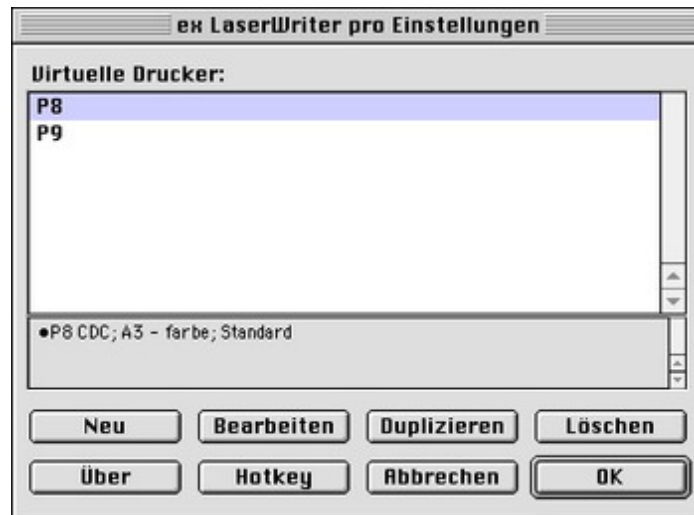 ex LaserWriter pro Einstellungen
Virtuelle Drucker:
P8
P9
●P8 CDC; A3 - farbe; Standard
Neu Bearbeiten Duplizieren Löschen
Über Hotkey Abbrechen OK